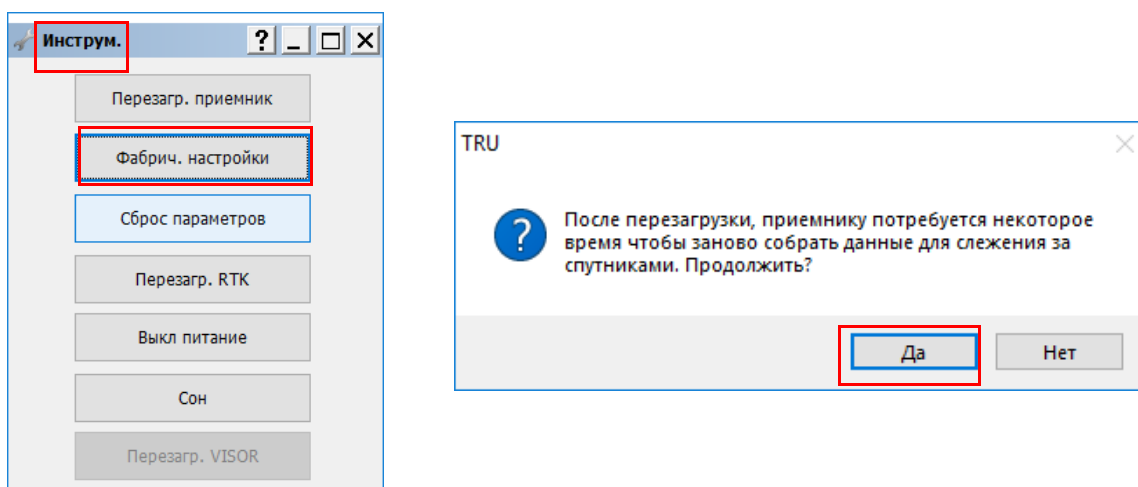 Инструм.
Перезагр. приемник
Фабрич. настройки
Сброс параметров
Перезагр. RTK
Выкл питание
Сон
Перезагр. VISOR
TRU
После перезагрузки, приемнику потребуется некоторое
время чтобы заново собрать данные для слежения за
спутниками. Продолжить?
Да
Нет